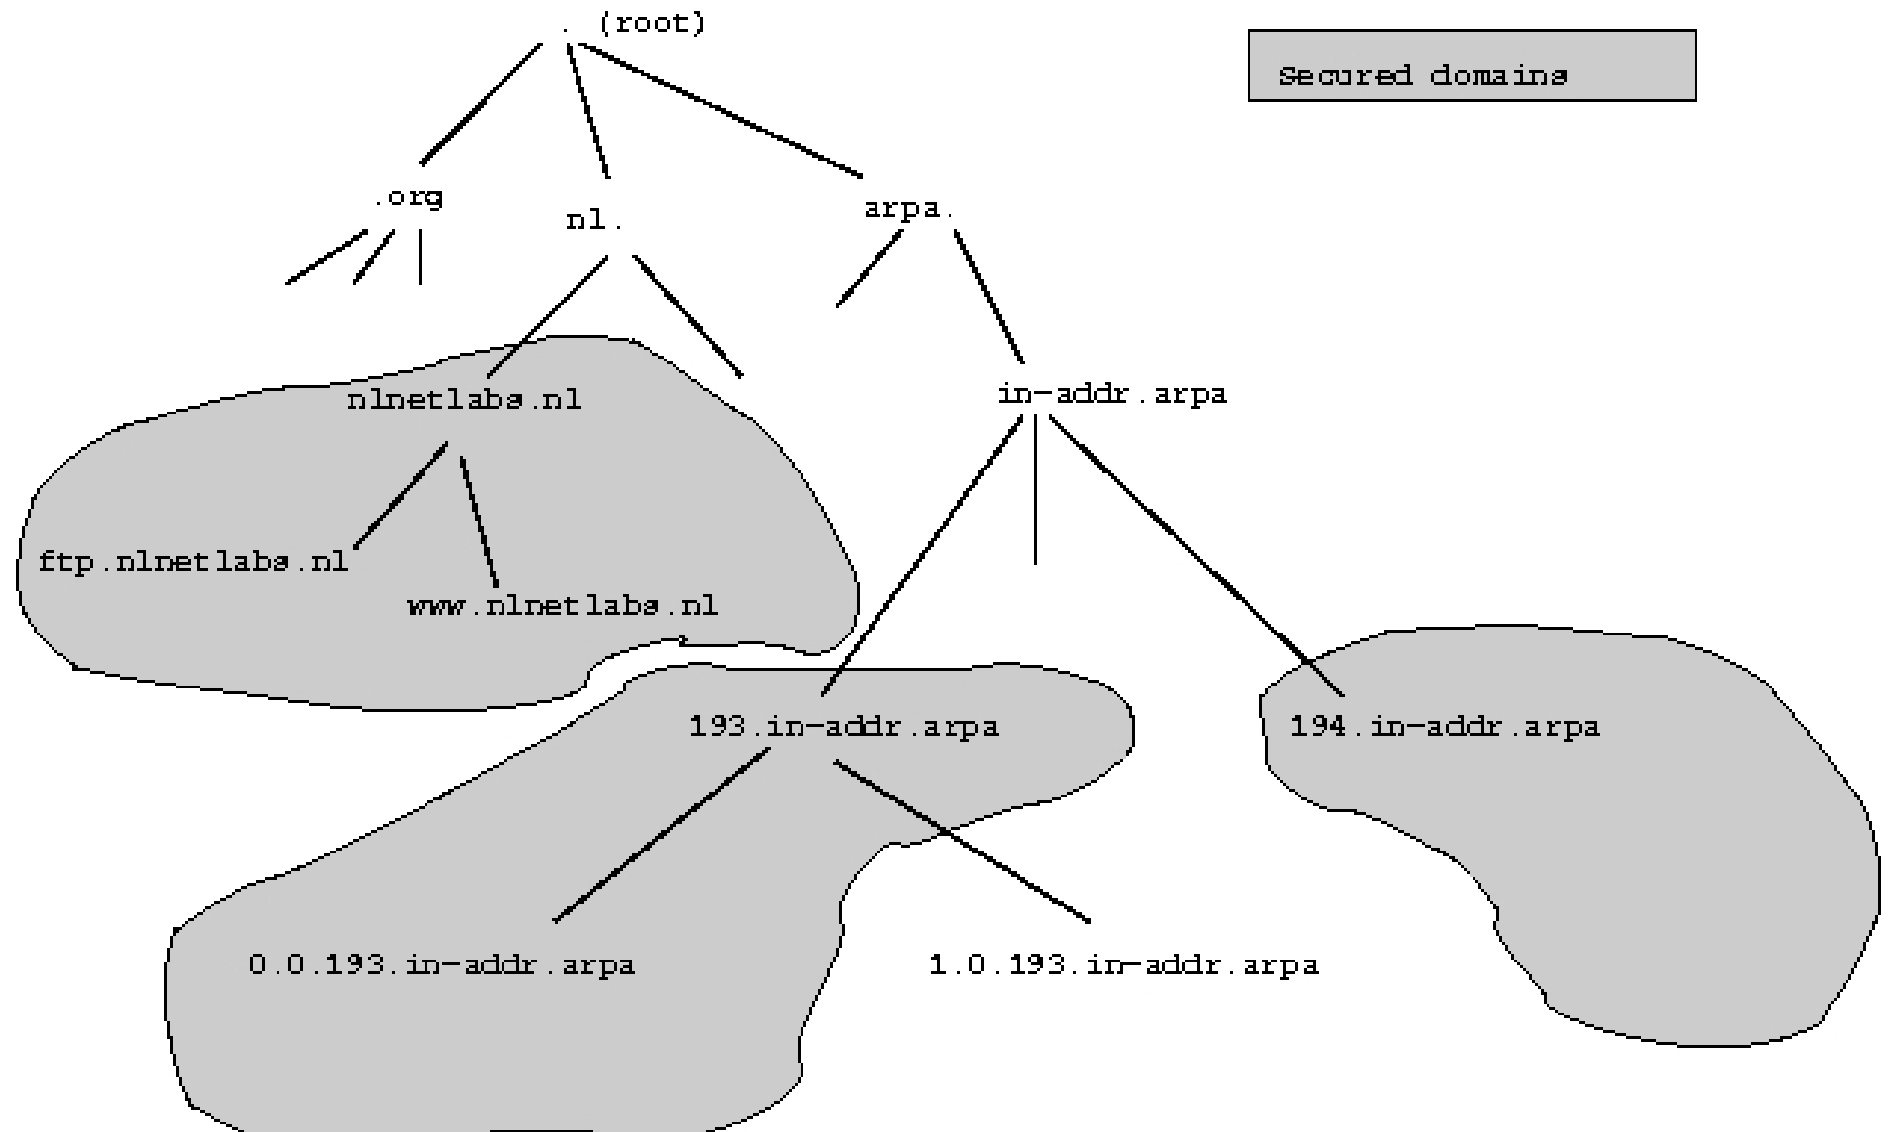 . (root)
Secured domains
.org
nl.
arpa.
nlnetlabs.nl
in-addr.arpa
ftp.nlnetlabs.nl
www.nlnetlabs.nl
193.in-addr.arpa
194.in-addr.arpa
0.0.193.in-addr.arpa
1.0.193.in-addr.arpa